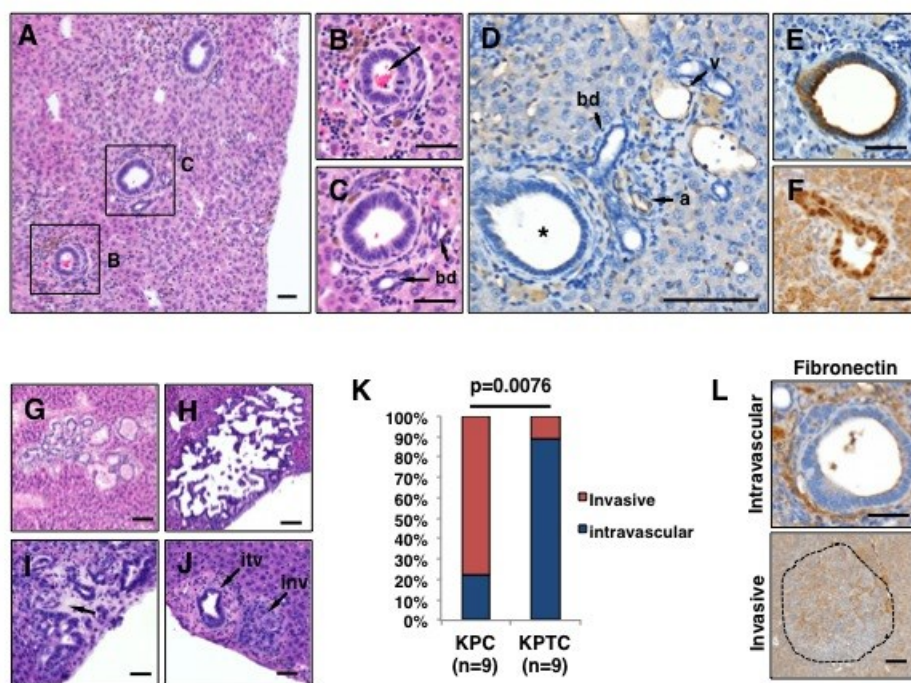 A
C
B
B
C
bd
D
v
bd
a
*
E
F
G
H
I
J
itv
inv
K
p=0.0076
100%
90%
80%
70%
60%
50%
40%
30%
20%
10%
0%
KPC
(n=9)
KPTC
(n=9)
Invasive
intravascular
L
Fibronectin
Intravascular
Invasive